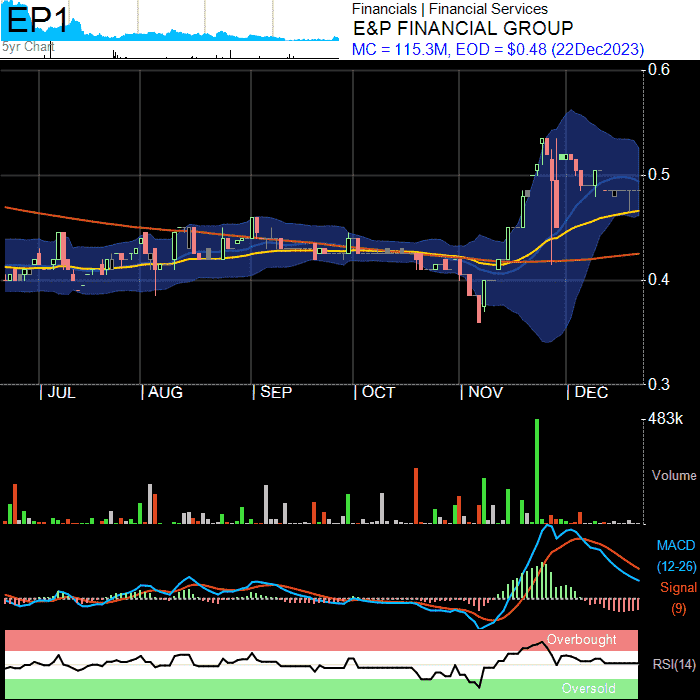 EP1
5yr Chart
Financials | Financial Services
E&P FINANCIAL GROUP
MC = 115.3M, EOD = $0.48 (22Dec2023)
0.6
0.5
0.4
0.3
JUL
AUG
SEP
OCT
NOV
DEC
483k
Volume
MACD
(12-26)
Signal
(9)
Overbought
RSI(14)
Oversold